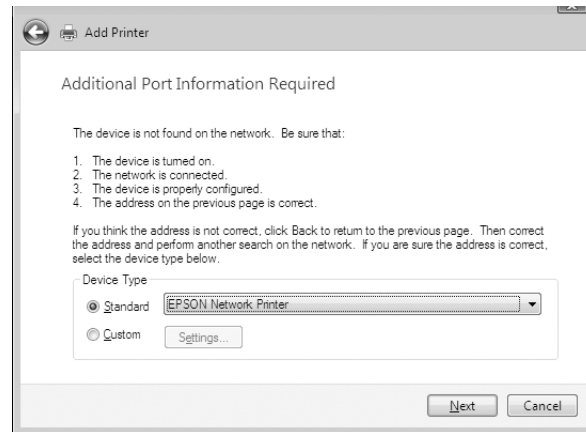 Add Printer
Additional Port Information Required
The device is not found on the network.  Be sure that:
1.  The device is turned on.
2.  The network is connected.
3.  The device is properly configured.
4.  The address on the previous page is correct.
If you think the address is not correct, click Back to return to the previous page.  Then correct
the address and perform another search on the network.  If you are sure the address is correct,
select the device type below.
Device Type
Standard
EPSON Network Printer
Custom
Settings...
Next
Cancel